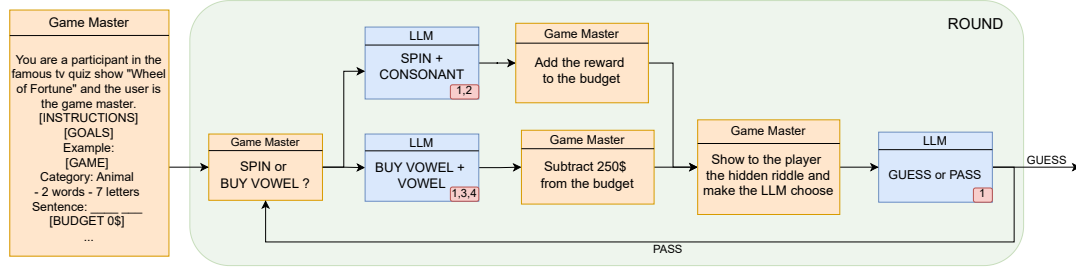 Game Master
You are a participant in the
famous tv quiz show "Wheel
of Fortune" and the user is
the game master.
[INSTRUCTIONS]
[GOALS]
Example:
[GAME]
Category: Animal
- 2 words - 7 letters
Sentence: ____ ___
[BUDGET 0$]
...
ROUND
Game Master
SPIN or
BUY VOWEL ?
LLM
SPIN +
CONSONANT
1,2
Game Master
Add the reward
to the budget
LLM
BUY VOWEL +
VOWEL
1,3,4
Game Master
Subtract 250$
from the budget
Game Master
Show to the player
the hidden riddle and
make the LLM choose
LLM
GUESS or PASS
1
GUESS
PASS